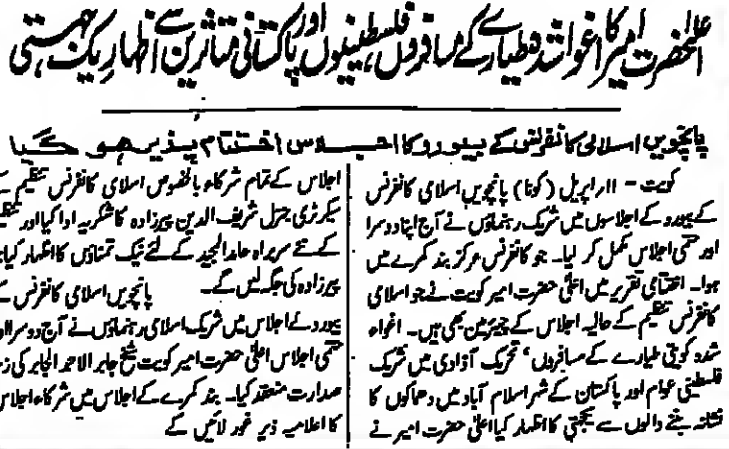 اعلیٰحضرت امیر کا اغوا شدہ طیارے کے مسافروں، فلسطینیوں اور پاکستانی متاثرین سے اظہار یک جہتی
پانچویں اسلامی کانفرنس کے بیورو کا اجلاس اختتام پذیر ہو گیا
کویت - ۱۱ اپریل (کونا) پانچویں اسلامی کانفرنس
کے بیورو کے اجلاسوں میں شریک رہنماؤں نے آج اپنا دوسرا
اور حتمی اجلاس مکمل کر لیا۔ جو کانفرنس مرکز بند کمرے میں
ہوا۔ اختتامی تقریر میں اعلیٰ حضرت امیر کویت نے جو اسلامی
کانفرنس تنظیم کے حالیہ اجلاس کے چیئرمین بھی ہیں۔ اغواء
شدہ کویتی طیارے کے مسافروں، تحریک آزادی میں شریک
فلسطینی عوام اور پاکستان کے شہر اسلام آباد میں دھماکوں کا
نشانہ بننے والوں سے یکجہتی کا اظہار کیا اعلیٰ حضرت امیر نے
اجلاس کے تمام شرکاء بالخصوص اسلامی کانفرنس تنظیم کے
سیکرٹری جنرل شریف الدین پیرزادہ کا شکریہ ادا کیا اور
کے نئے سربراہ حامد الجید کے لئے نیک تمناؤں کا اظہار کیا
پیرزادہ کی جگہ لیں گے۔ پانچویں اسلامی کانفرنس کے
بیورو کے اجلاس میں شریک اسلامی رہنماؤں نے آج دوسرا
حتمی اجلاس اعلیٰ حضرت امیر کویت شیخ جابر الاحمد الجابر کی
صدارت منعقد کیا۔ بند کمرے کے اجلاس میں شرکاء اجلاس
کا اعلامیہ زیر غور لائیں گے